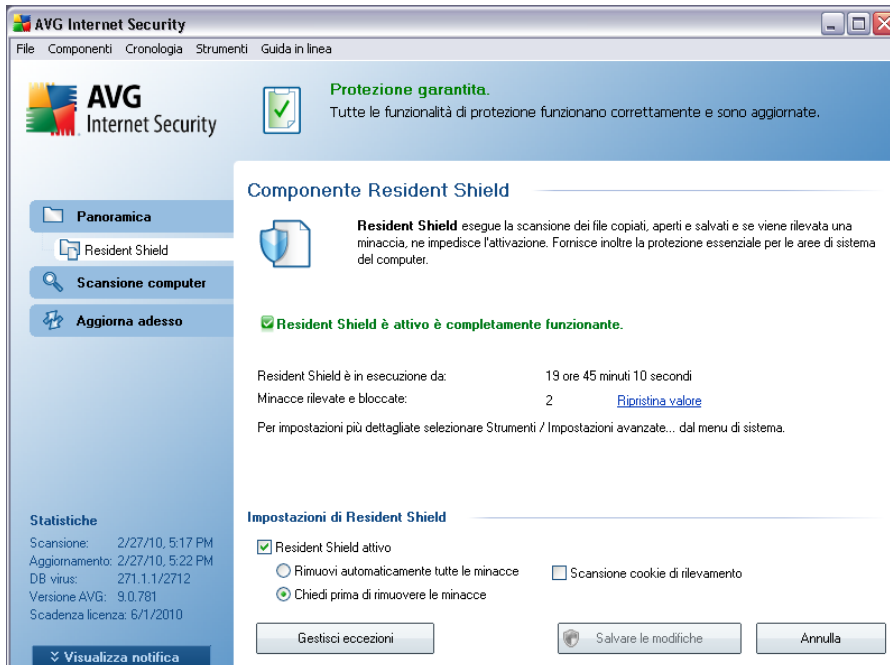 AVG Internet Security
File Componenti Cronologia Strumenti Guida in linea
AVG
Internet Security
Protezione garantita.
Tutte le funzionalità di protezione funzionano correttamente e sono aggiornate.
Panoramica
Resident Shield
Scansione computer
Aggiorna adesso
Componente Resident Shield
Resident Shield esegue la scansione dei file copiati, aperti e salvati e se viene rilevata una
minaccia, ne impedisce l'attivazione. Fornisce inoltre la protezione essenziale per le aree di sistema
del computer.
Resident Shield è attivo è completamente funzionante.
Resident Shield è in esecuzione da: 19 ore 45 minuti 10 secondi
Minacce rilevate e bloccate: 2 Ripristina valore
Per impostazioni più dettagliate selezionare Strumenti / Impostazioni avanzate... dal menu di sistema.
Impostazioni di Resident Shield
Resident Shield attivo
Rimuovi automaticamente tutte le minacce
Scansione cookie di rilevamento
Chiedi prima di rimuovere le minacce
Gestisci eccezioni
Salvare le modifiche
Annulla
Statistiche
Scansione: 2/27/10, 5:17 PM
Aggiornamento: 2/27/10, 5:22 PM
DB virus: 271.1.1/2712
Versione AVG: 9.0.781
Scadenza licenza: 6/1/2010
Visualizza notifica